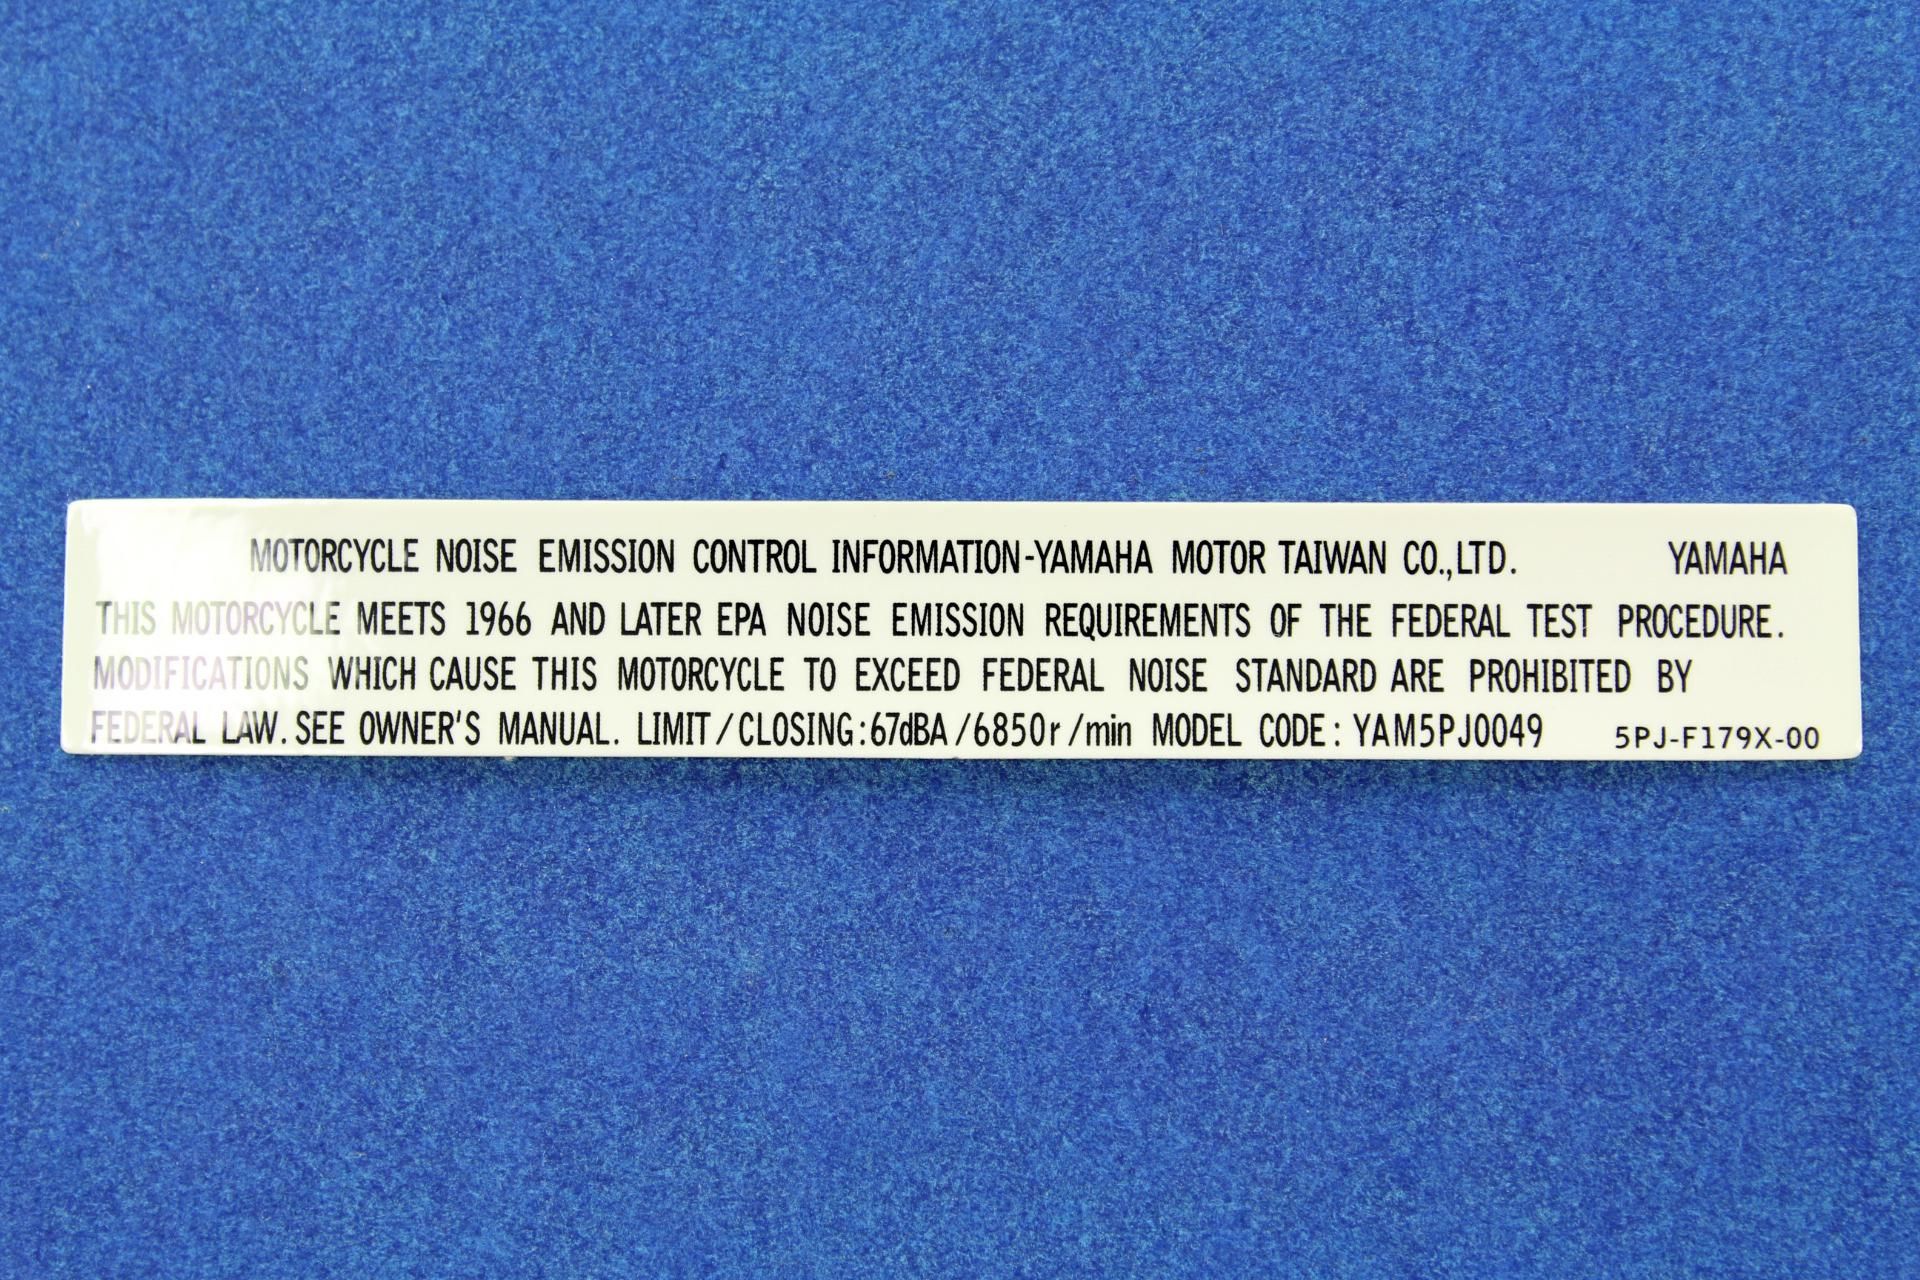 MOTORCYCLE NOISE EMISSION CONTROL INFORMATION-YAMAHA MOTOR TAIWAN CO.,LTD. YAMAHA
THIS MOTORCYCLE MEETS 1966 AND LATER EPA NOISE EMISSION REQUIREMENTS OF THE FEDERAL TEST PROCEDURE.
MODIFICATIONS WHICH CAUSE THIS MOTORCYCLE TO EXCEED FEDERAL NOISE STANDARD ARE PROHIBITED BY
FEDERAL LAW. SEE OWNER'S MANUAL. LIMIT/CLOSING:67dBA/6850r/min MODEL CODE: YAM5PJ0049 5PJ-F179X-00